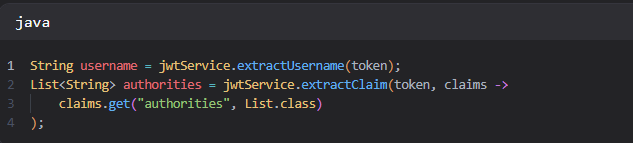 java
1 String username = jwtService.extractUsername(token);
2 List<String> authorities = jwtService.extractClaim(token, claims ->
3     claims.get("authorities", List.class)
4 );